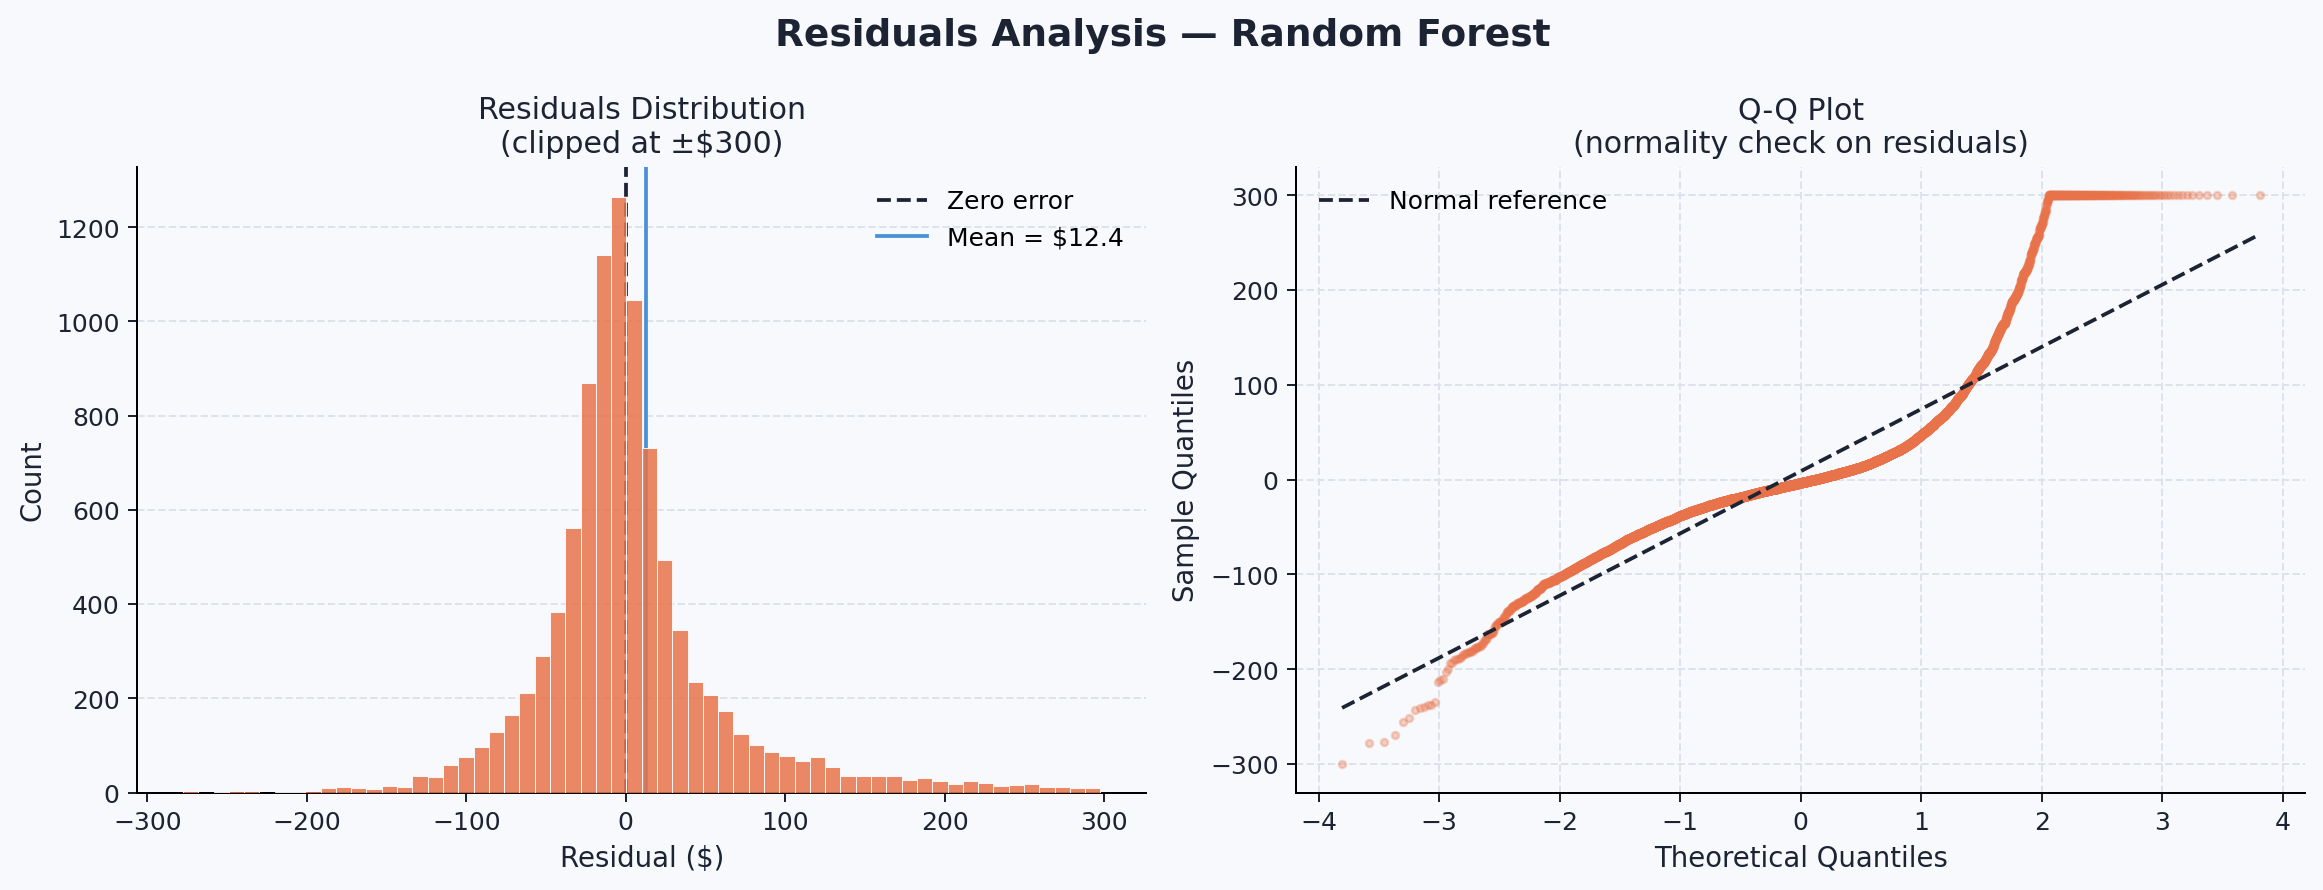 Residuals Analysis — Random Forest
Residuals Distribution
(clipped at ±$300)
Zero error
Mean = $12.4
1200
1000
800
600
400
200
0
Count
−300
−200
−100
0
100
200
300
Residual ($)
Q-Q Plot
(normality check on residuals)
Normal reference
300
200
100
0
−100
−200
−300
Sample Quantiles
−4
−3
−2
−1
0
1
2
3
4
Theoretical Quantiles